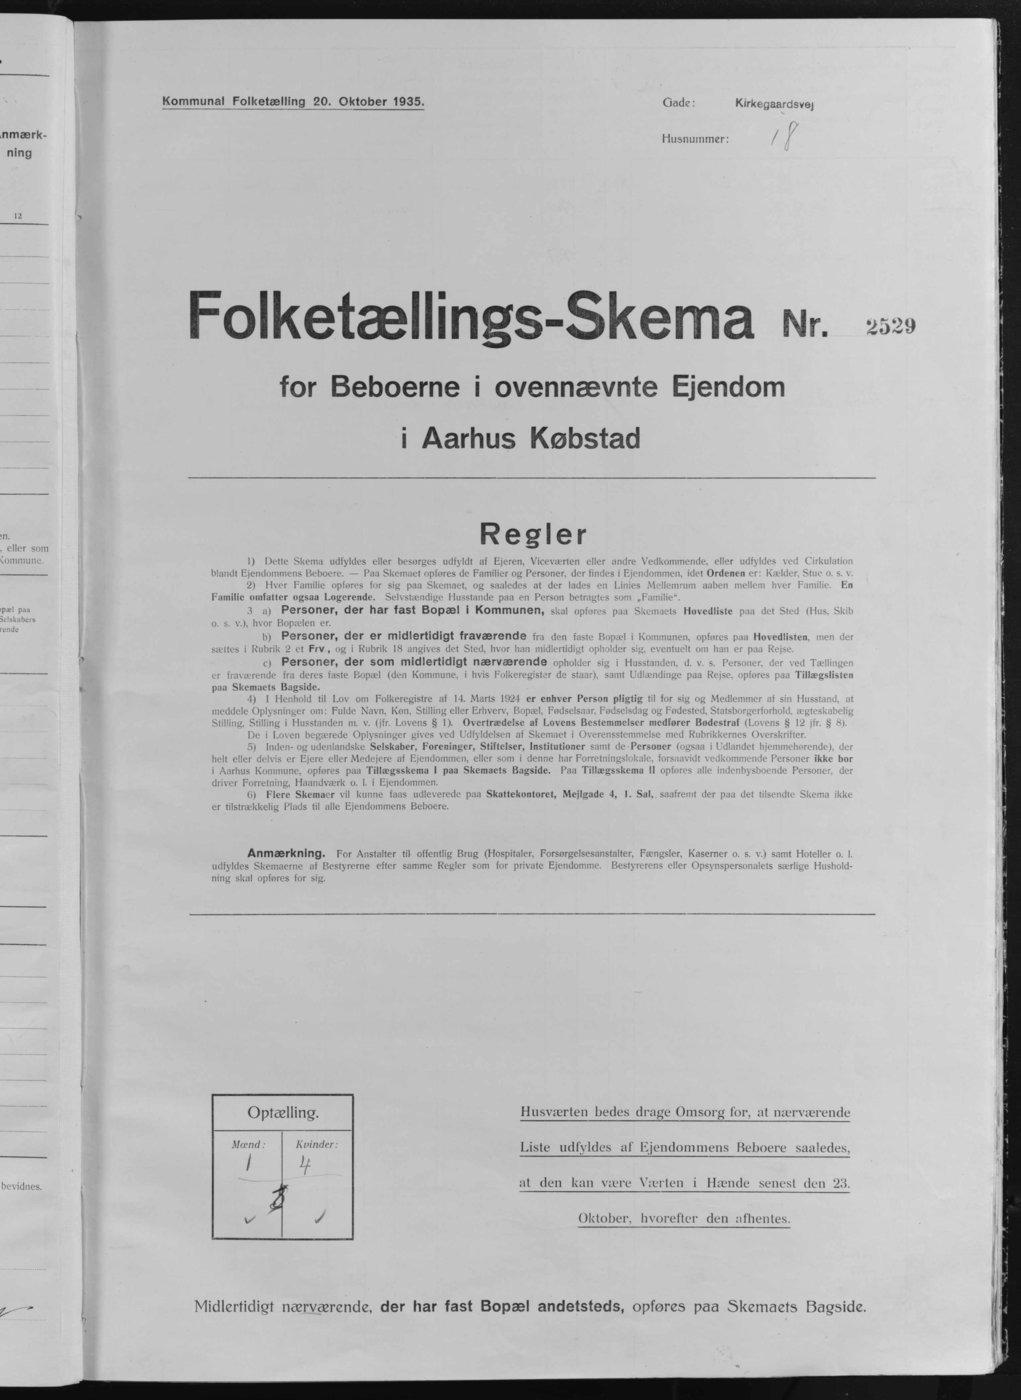 nmærk-
ning
12
en.
, eller som
Kommune.
opæl paa
Selskabers
rende
bevidnes.
Kommunal Folketælling 20. Oktober 1935.
Gade: Kirkegaardsvej
Husnummer: 18
Folketællings-Skema Nr. 2529
for Beboerne i ovennævnte Ejendom
i Aarhus Købstad
Regler
1) Dette Skema udfyldes eller besørges udfyldt af Ejeren, Viceværten eller andre Vedkommende, eller udfyldes ved Cirkulation
blandt Ejendommens Beboere. — Paa Skemaet opføres de Familier og Personer, der findes i Ejendommen, idet Ordenen er: Kælder, Stue o. s. v.
2) Hver Familie opføres for sig paa Skemaet, og saaledes at der lades en Linies Mellemrum aaben mellem hver Familie. En
Familie omfatter ogsaa Logerende. Selvstændige Husstande paa en Person betragtes som „Familie“.
3 a) Personer, der har fast Bopæl i Kommunen, skal opføres paa Skemaets Hovedliste paa det Sted (Hus, Skib
o. s. v.), hvor Bopælen er.
b) Personer, der er midlertidigt fraværende fra den faste Bopæl i Kommunen, opføres paa Hovedlisten, men der
sættes i Rubrik 2 et Frv., og i Rubrik 18 angives det Sted, hvor han midlertidigt opholder sig, eventuelt om han er paa Rejse.
c) Personer, der som midlertidigt nærværende opholder sig i Husstanden, d. v. s. Personer, der ved Tællingen
er fraværende fra deres faste Bopæl (den Kommune, i hvis Folkeregister de staar), samt Udlændinge paa Rejse, opføres paa Tillægslisten
paa Skemaets Bagside.
4) I Henhold til Lov om Folkeregistre af 14. Marts 1924 er enhver Person pligtig til for sig og Medlemmer af sin Husstand, at
meddele Oplysninger om: Fulde Navn, Køn, Stilling eller Erhverv, Bopæl, Fødselsaar, Fødselsdag og Fødested, Statsborgerforhold, ægteskabelig
Stilling, Stilling i Husstanden m. v. (jfr. Lovens § 1). Overtrædelse af Lovens Bestemmelser medfører Bødestraf (Lovens § 12 jfr. § 8).
De i Loven begærede Oplysninger gives ved Udfyldelsen af Skemaet i Overensstemmelse med Rubrikkernes Overskrifter.
5) Inden- og udenlandske Selskaber, Foreninger, Stiftelser, Institutioner samt de Personer (ogsaa i Udlandet hjemmehørende), der
helt eller delvis er Ejere eller Medejere af Ejendommen, eller som i denne har Forretningslokale, forsaavidt vedkommende Personer ikke bor
i Aarhus Kommune, opføres paa Tillægsskema I paa Skemaets Bagside. Paa Tillægsskema II opføres alle indenbysboende Personer, der
driver Forretning, Haandværk o. l. i Ejendommen.
6) Flere Skemaer vil kunne faas udleverede paa Skattekontoret, Mejlgade 4, 1. Sal, saafremt der paa det tilsendte Skema ikke
er tilstrækkelig Plads til alle Ejendommens Beboere.
Anmærkning. For Anstalter til offentlig Brug (Hospitaler, Forsørgelsesanstalter, Fængsler, Kaserner o. s. v.) samt Hoteller o. l.
udfyldes Skemaerne af Bestyrerne efter samme Regler som for private Ejendomme. Bestyrerens eller Opsynspersonalets særlige Hushold-
ning skal opføres for sig.
Optælling.
Mænd: Kvinder:
1 4
5
Husværten bedes drage Omsorg for, at nærværende
Liste udfyldes af Ejendommens Beboere saaledes,
at den kan være Værten i Hænde senest den 23.
Oktober, hvorefter den afhentes.
Midlertidigt nærværende, der har fast Bopæl andetsteds, opføres paa Skemaets Bagside.